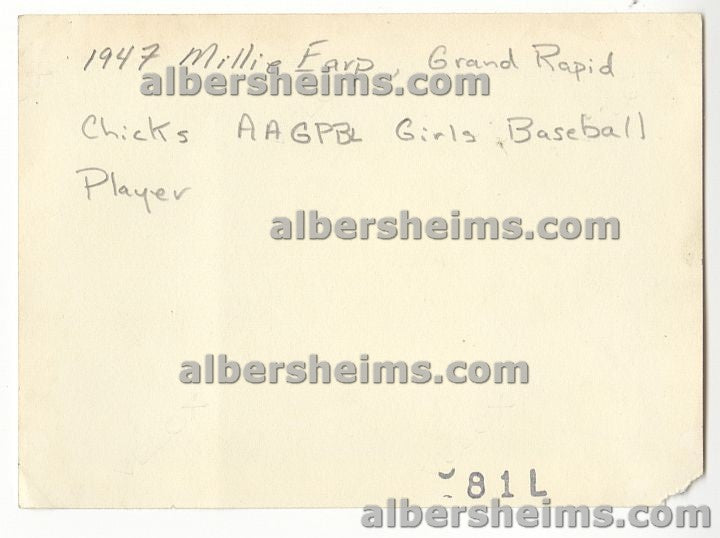 1947 Millie Earp, Grand Rapid
albersheims.com
Chicks AAGPBL Girls Baseball
Player
albersheims.com
albersheims.com
81L
albersheims.com